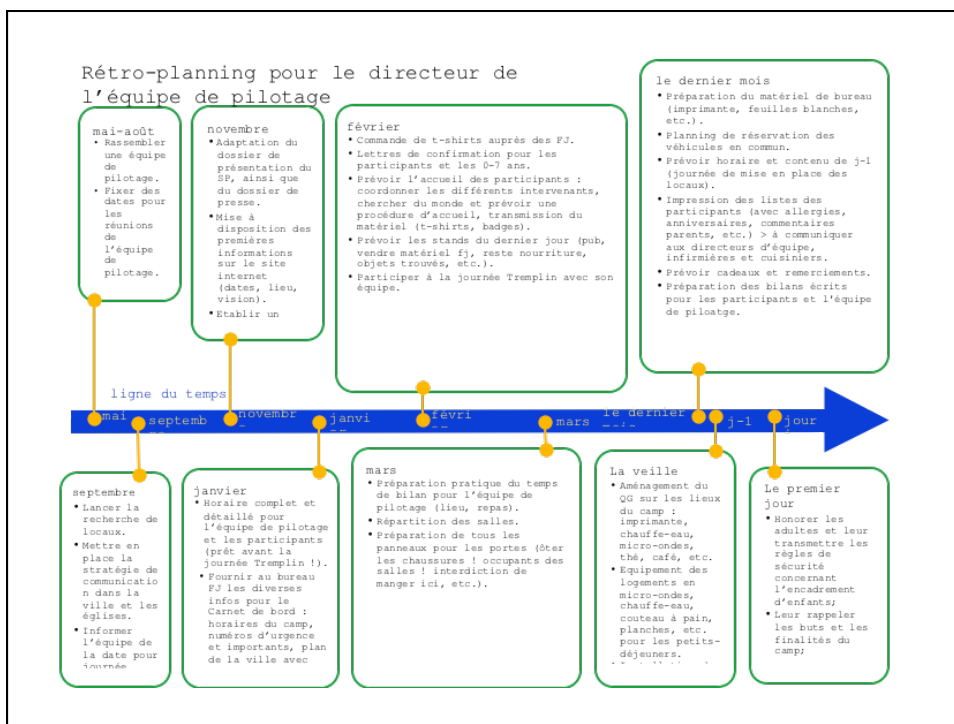 Rétro-planning pour le directeur de
l’équipe de pilotage
mai-août
• Rassembler
une équipe
de
pilotage.
• Fixer des
dates pour
les
réunions
de
l’équipe
de
pilotage.
novembre
•Adaptation du
dossier de
présentation du
SP, ainsi que
du dossier de
presse.
•Mise à
disposition des
premières
informations
sur le site
internet
(dates, lieu,
vision).
•Etablir un
février
• Commande de t-shirts auprès des FJ.
• Lettres de confirmation pour les
participants et les 0-7 ans.
• Prévoir l’accueil des participants :
coordonner les différents intervenants,
chercher du monde et prévoir une
procédure d’accueil, transmission du
matériel (t-shirts, badges).
• Prévoir les stands du dernier jour (pub,
vendre matériel fj, reste nourriture,
objets trouvés, etc.).
• Participer à la journée Tremplin avec son
équipe.
le dernier mois
• Préparation du matériel de bureau
(imprimante, feuilles blanches,
etc.).
• Planning de réservation des
véhicules en commun.
• Prévoir horaire et contenu de j-1
(journée de mise en place des
locaux).
• Impression des listes des
participants (avec allergies,
anniversaires, commentaires
parents, etc.) > à communiquer
aux directeurs d’équipe,
infirmières et cuisiniers.
• Prévoir cadeaux et remerciements.
• Préparation des bilans écrits
pour les participants et l'équipe
de piloatge.
ligne du temps
mai
septemb
novembr
janvi
févri
mars
le dernier
j-1
jour
septembre
• Lancer la
recherche de
locaux.
• Mettre en
place la
stratégie de
communicatio
n dans la
ville et les
églises.
• Informer
l’équipe de
la date pour
journée
janvier
• Horaire complet et
détaillé pour
l’équipe de pilotage
et les participants
(prêt avant la
journée Tremplin !).
• Fournir au bureau
FJ les diverses
infos pour le
Carnet de bord :
horaires du camp,
numéros d’urgence
et importants, plan
de la ville avec
mars
• Préparation pratique du temps
de bilan pour l’équipe de
pilotage (lieu, repas).
• Répartition des salles.
• Préparation de tous les
panneaux pour les portes (ôter
les chaussures ! occupants des
salles ! interdiction de
manger ici, etc.).
La veille
• Aménagement du
QG sur les lieux
du camp :
imprimante,
chauffe-eau,
micro-ondes,
thé, café, etc.
• Equipement des
logements en
micro-ondes,
chauffe-eau,
couteau à pain,
planches, etc.
pour les petits-
déjeuners.
Le premier
jour
• Honorer les
adultes et leur
transmettre les
règles de
sécurité
concernant
l’encadrement
d’enfants;
• Leur rappeler
les buts et les
finalités du
camp;